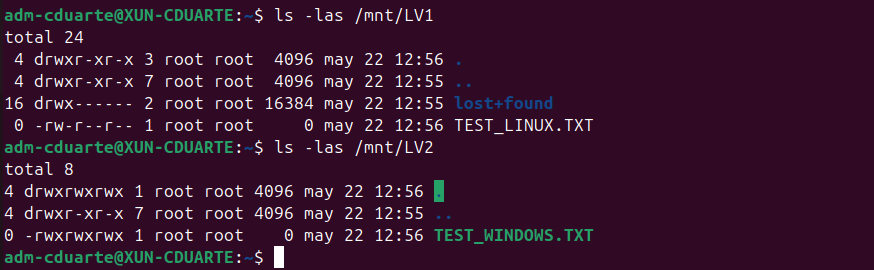 adm-cduarte@XUN-CDUARTE:~$ ls -las /mnt/LV1
total 24
 4 drwxr-xr-x 3 root root  4096 may 22 12:56 .
 4 drwxr-xr-x 7 root root  4096 may 22 12:55 ..
16 drwx------ 2 root root 16384 may 22 12:55 lost+found
 0 -rw-r--r-- 1 root root     0 may 22 12:56 TEST_LINUX.TXT
adm-cduarte@XUN-CDUARTE:~$ ls -las /mnt/LV2
total 8
4 drwxrwxrwx 1 root root 4096 may 22 12:56 .
4 drwxr-xr-x 7 root root 4096 may 22 12:55 ..
0 -rwxrwxrwx 1 root root    0 may 22 12:56 TEST_WINDOWS.TXT
adm-cduarte@XUN-CDUARTE:~$